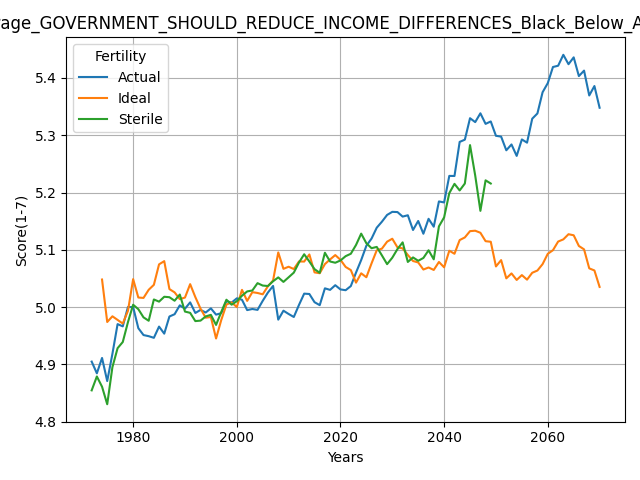 rage_GOVERNMENT_SHOULD_REDUCE_INCOME_DIFFERENCES_Black_Below_A
Fertility
Actual
Ideal
Sterile
Score(1-7)
5.4
5.3
5.2
5.1
5.0
4.9
4.8
1980 2000 2020 2040 2060
Years